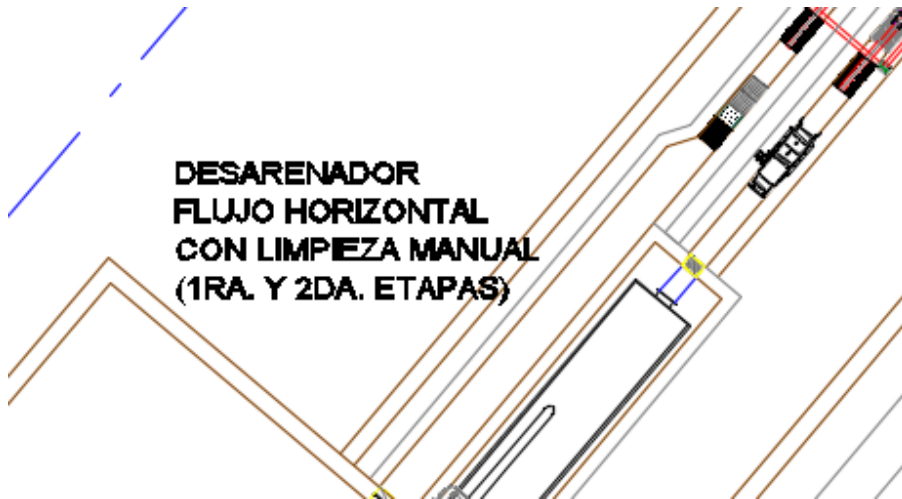 DESARENADOR
FLUJO HORIZONTAL
CON LIMPIEZA MANUAL
(1RA. Y 2DA. ETAPAS)